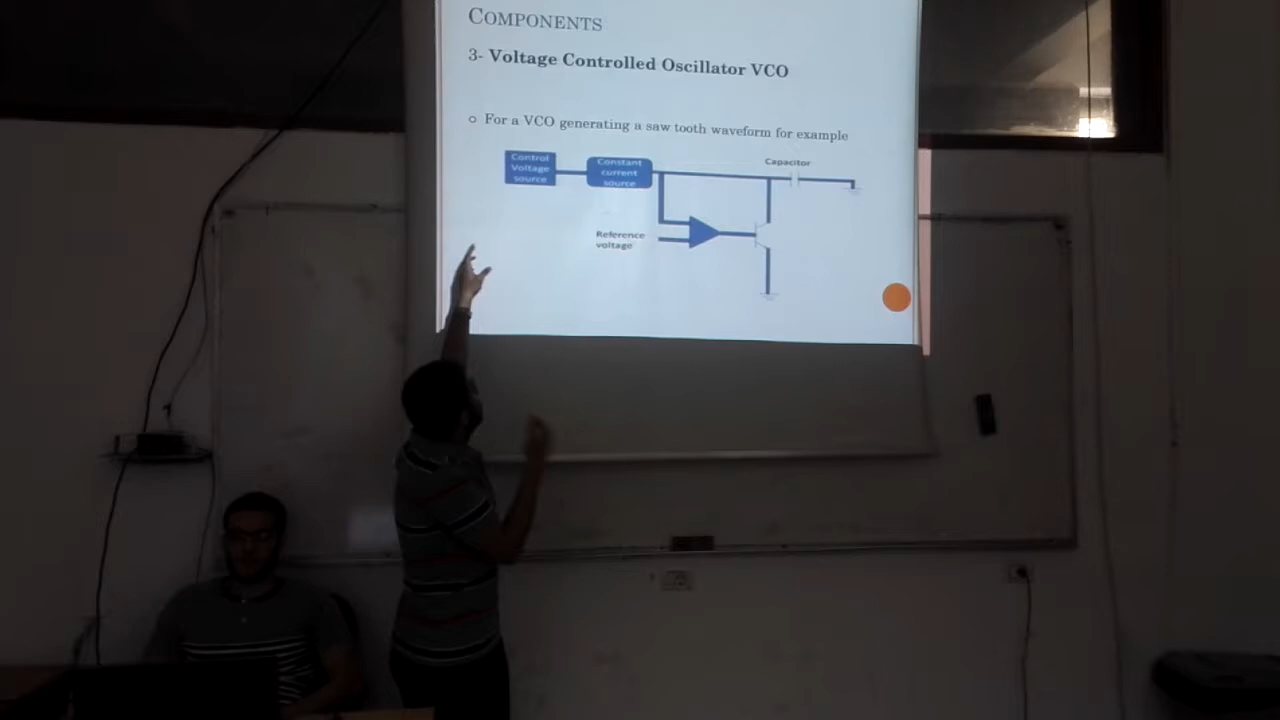 COMPONENTS
3- Voltage Controlled Oscillator VCO
For a VCO generating a saw tooth waveform for example
Control
Voltage
source
Constant
current
source
Capacitor
Reference
voltage